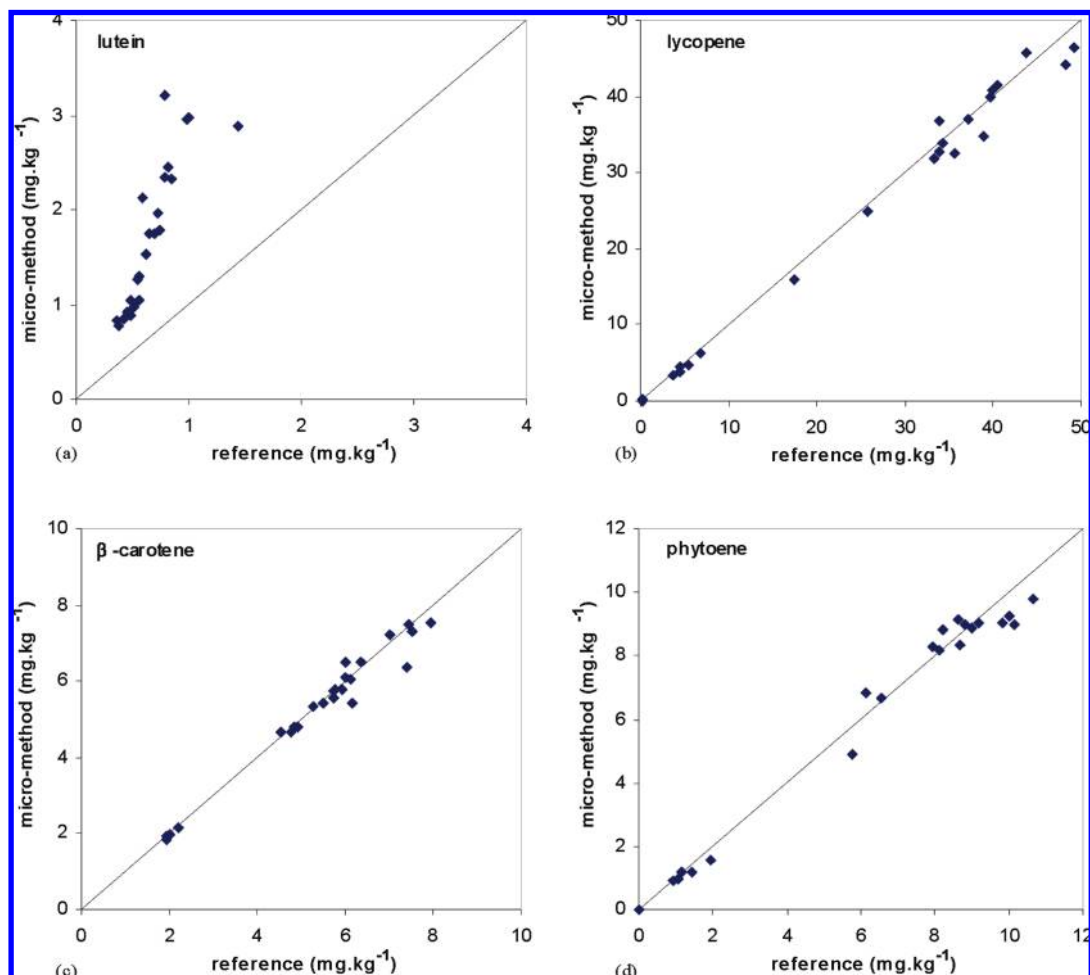 lutein
micro-method (mg.kg⁻¹)
4
3
2
1
0
0 1 2 3 4
(a) reference (mg.kg⁻¹)
lycopene
micro-method (mg.kg⁻¹)
50
40
30
20
10
0
0 10 20 30 40 50
(b) reference (mg.kg⁻¹)
β -carotene
micro-method (mg.kg⁻¹)
10
8
6
4
2
0
0 2 4 6 8 10
(c) reference (mg.kg⁻¹)
phytoene
micro-method (mg.kg⁻¹)
12
10
8
6
4
2
0
0 2 4 6 8 10 12
(d) reference (mg.kg⁻¹)